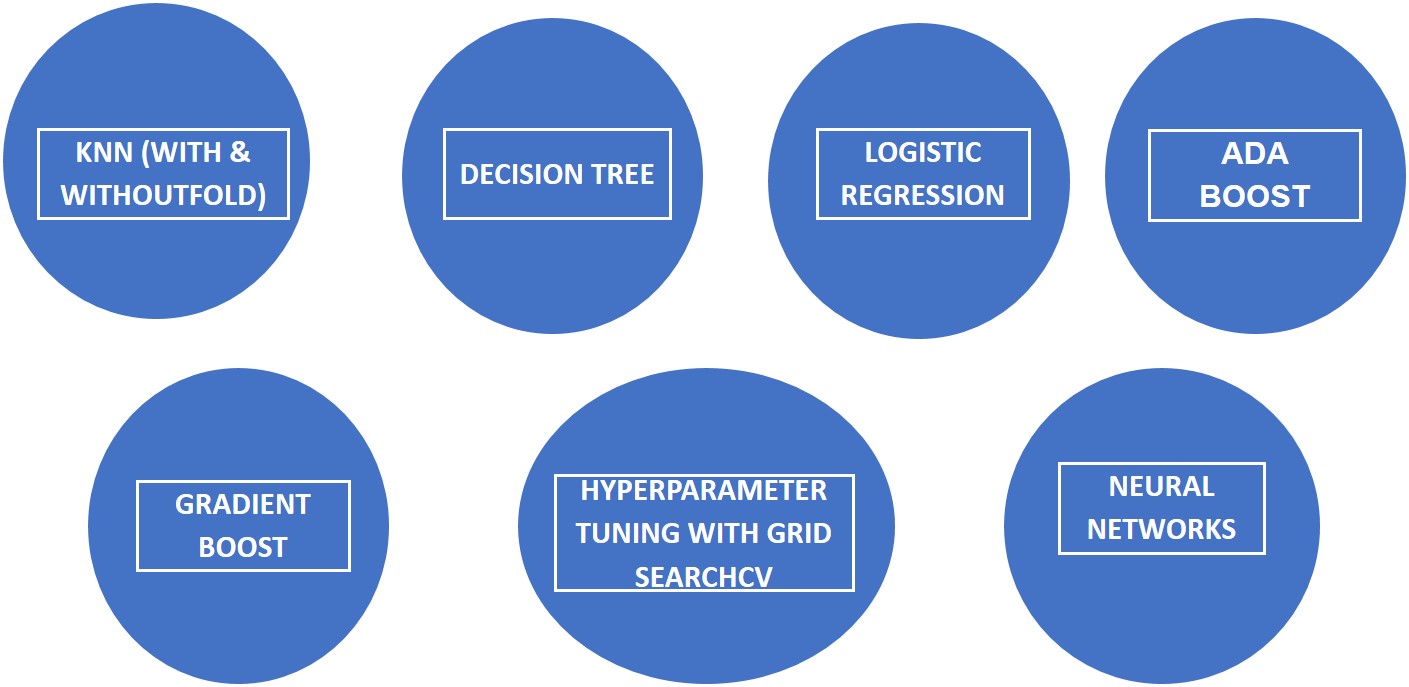 KNN (WITH &
WITHOUTFOLD)
DECISION TREE
LOGISTIC
REGRESSION
ADA
BOOST
GRADIENT
BOOST
HYPERPARAMETER
TUNING WITH GRID
SEARCHCV
NEURAL
NETWORKS